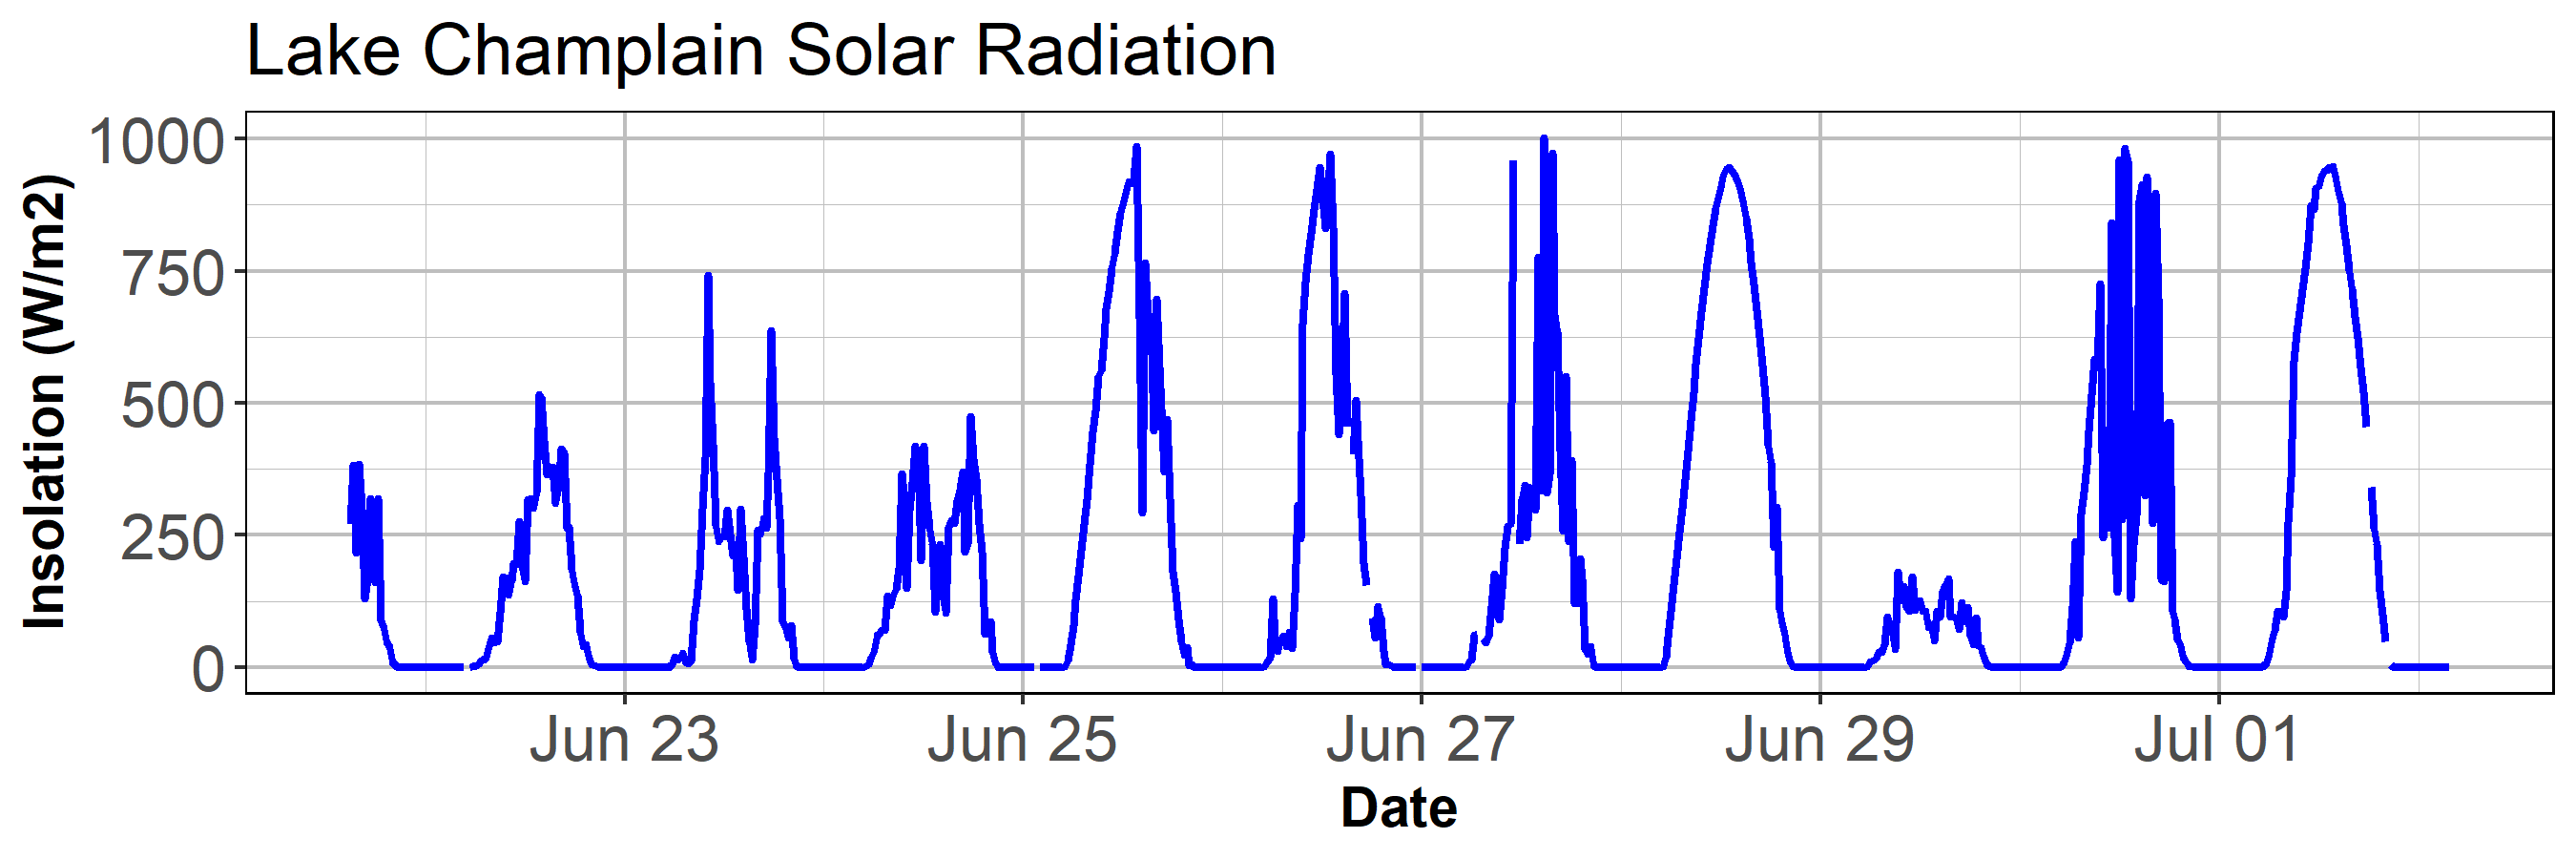 Lake Champlain Solar Radiation
Insolation (W/m2)
1000
750
500
250
0
Jun 23 Jun 25 Jun 27 Jun 29 Jul 01
Date